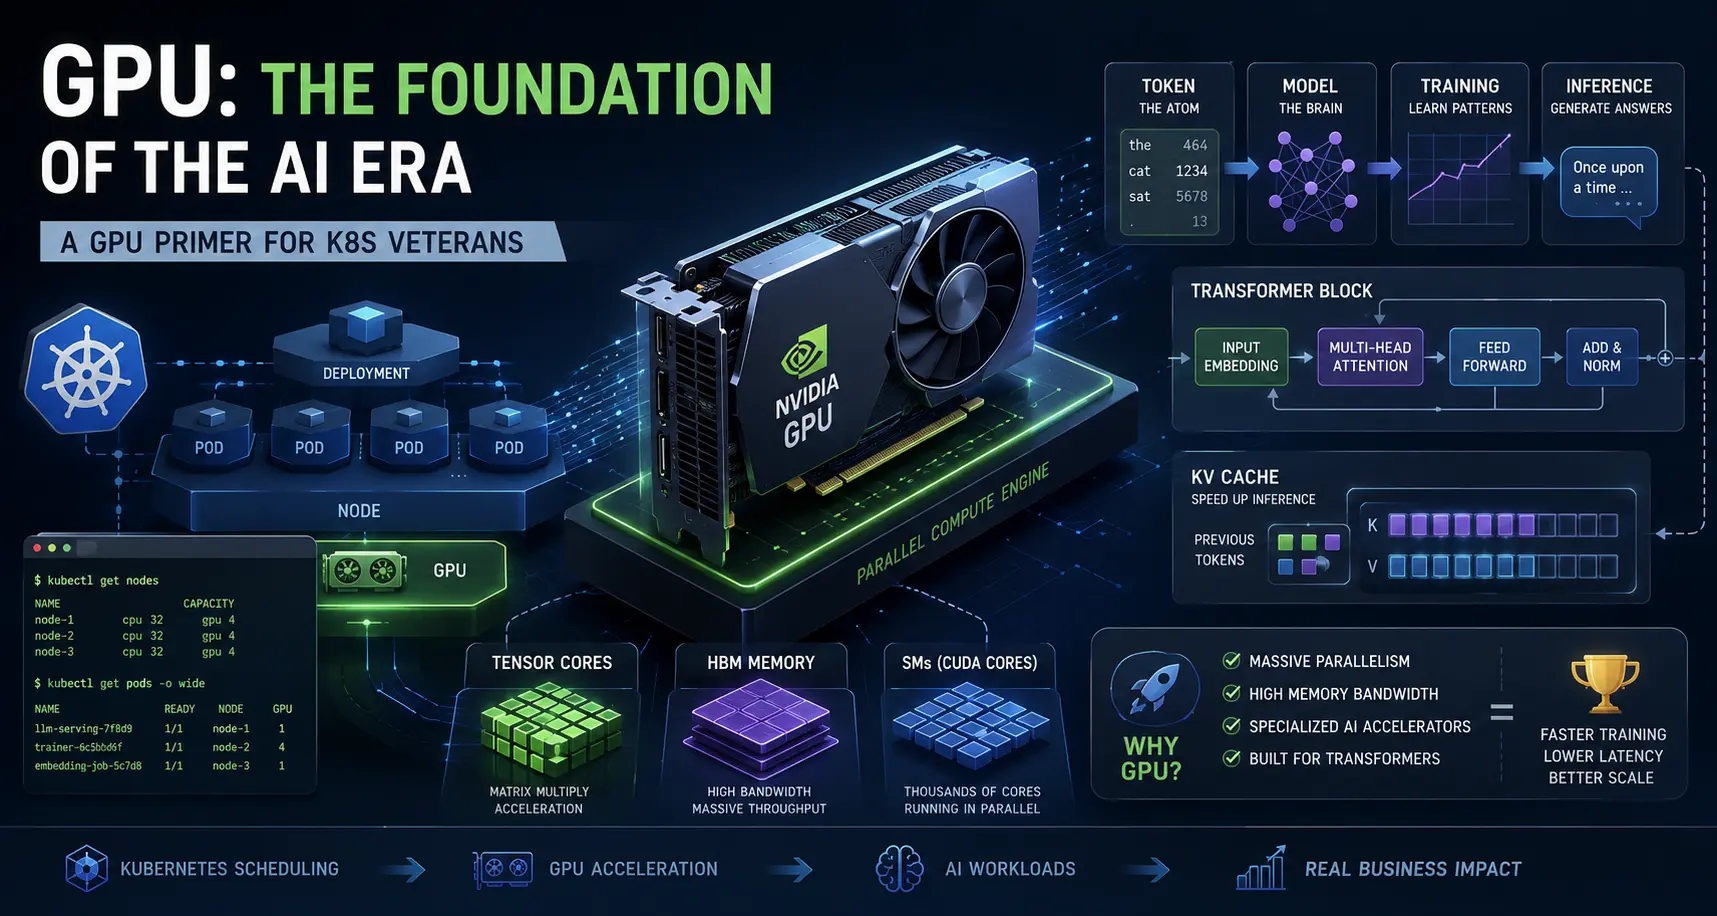 GPU: THE FOUNDATION
OF THE AI ERA
A GPU PRIMER FOR K8S VETERANS
DEPLOYMENT
POD POD POD POD
...
NODE
GPU
$ kubectl get nodes
NAME CAPACITY
node-1 cpu 32 gpu 4
node-2 cpu 32 gpu 4
node-3 cpu 32 gpu 4
$ kubectl get pods -o wide
NAME READY NODE GPU
llm-serving-7f8d9 1/1 node-1 1
trainer-6c5bbd6f 1/1 node-2 4
embedding-job-5c7d8 1/1 node-3 1
NVIDIA
GPU
PARALLEL COMPUTE ENGINE
TENSOR CORES
MATRIX MULTIPLY
ACCELERATION
HBM MEMORY
HIGH BANDWIDTH
MASSIVE THROUGHPUT
SMs (CUDA CORES)
THOUSANDS OF CORES
RUNNING IN PARALLEL
TOKEN
THE ATOM
the 464
cat 1234
sat 5678
. 13
MODEL
THE BRAIN
TRAINING
LEARN PATTERNS
INFERENCE
GENERATE ANSWERS
Once upon
a time ...
TRANSFORMER BLOCK
INPUT
EMBEDDING
MULTI-HEAD
ATTENTION
FEED
FORWARD
ADD &
NORM
KV CACHE
SPEED UP INFERENCE
PREVIOUS
TOKENS
K
V
WHY
GPU?
MASSIVE PARALLELISM
HIGH MEMORY BANDWIDTH
SPECIALIZED AI ACCELERATORS
BUILT FOR TRANSFORMERS
=
FASTER TRAINING
LOWER LATENCY
BETTER SCALE
KUBERNETES SCHEDULING
GPU ACCELERATION
AI WORKLOADS
REAL BUSINESS IMPACT